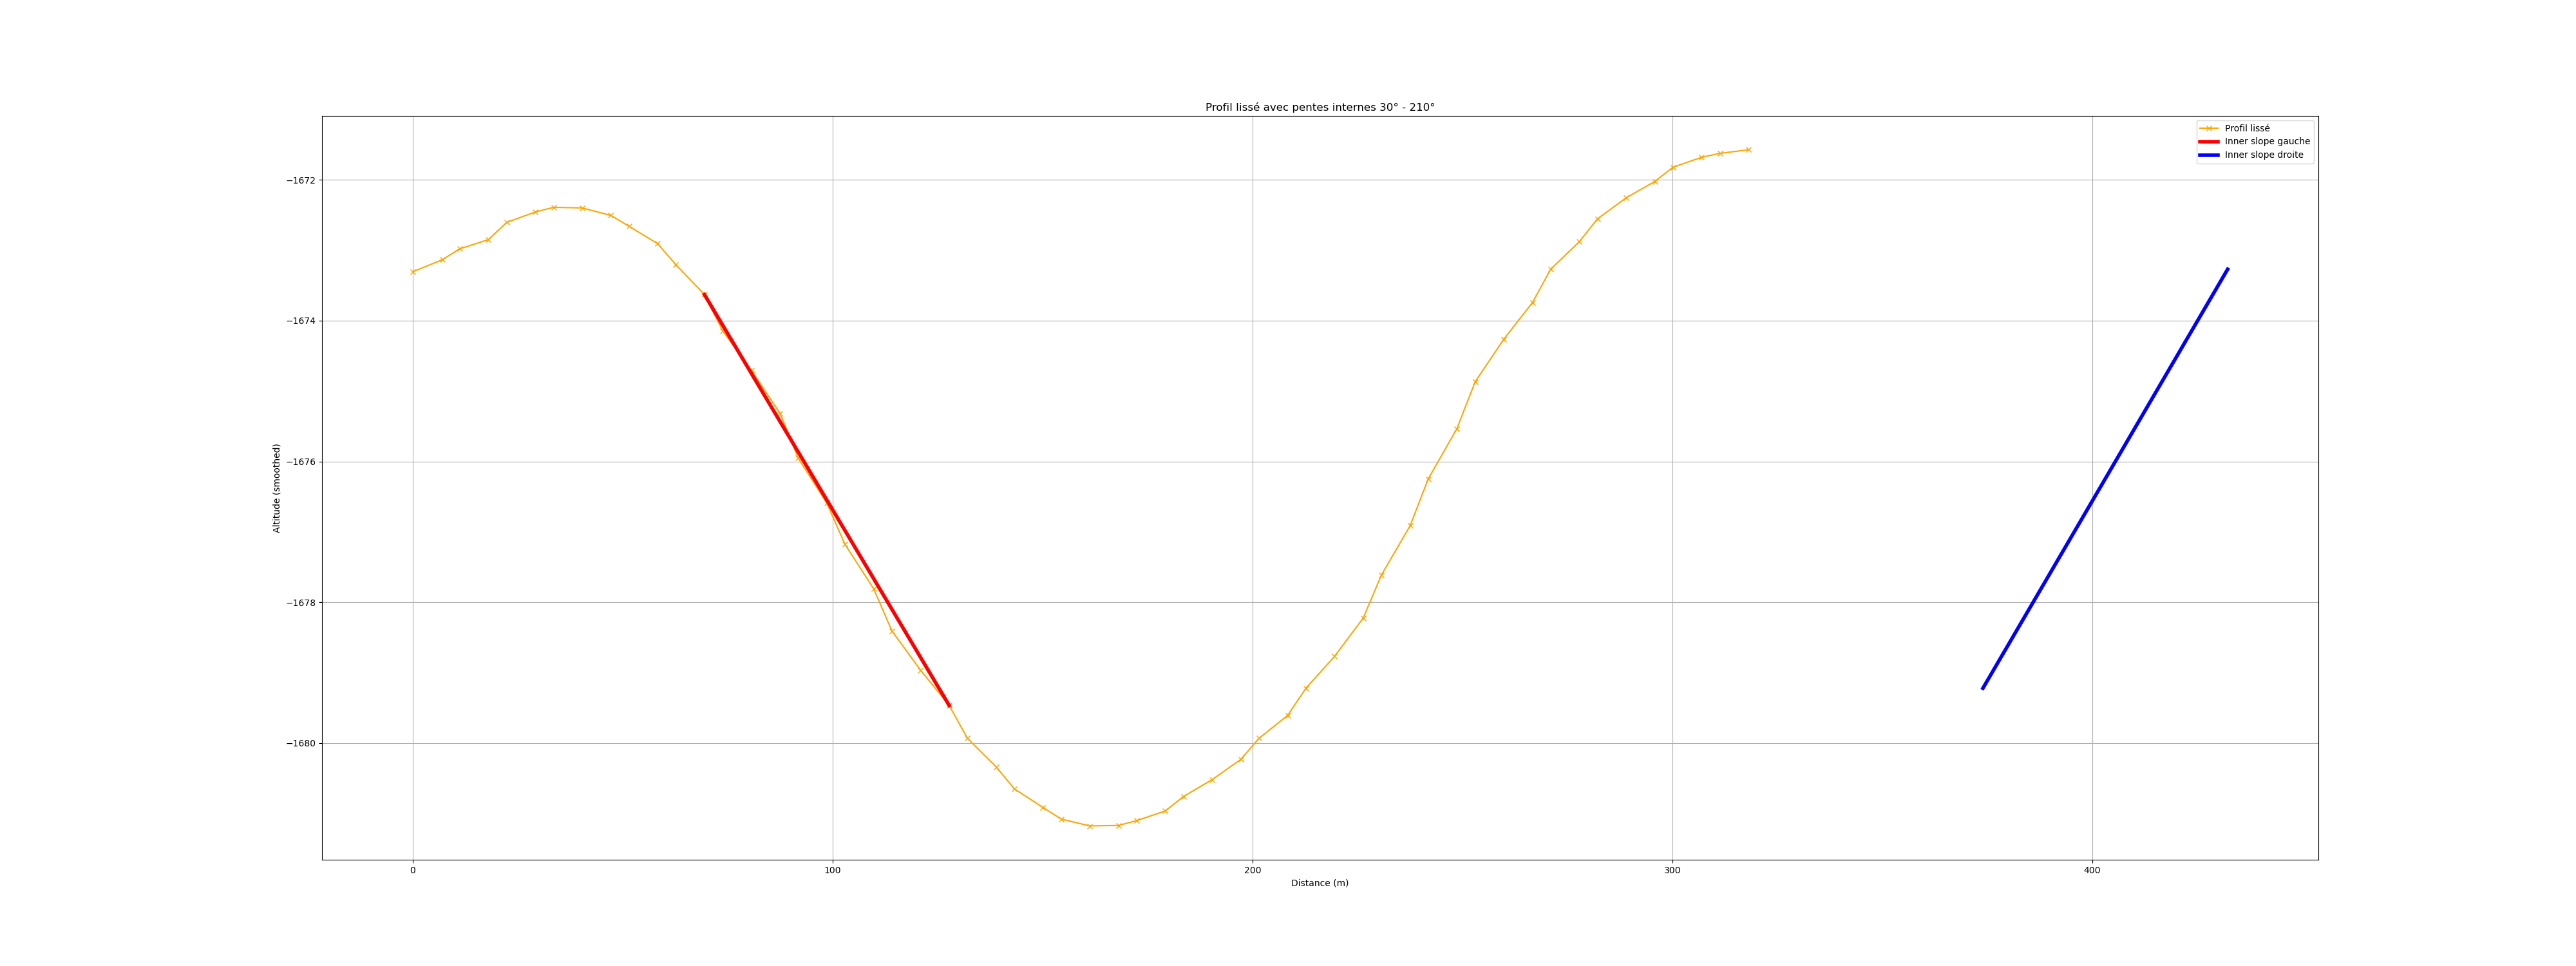 Profil lissé avec pentes internes 30° - 210°
Profil lissé
Inner slope gauche
Inner slope droite
−1672
−1674
−1676
−1678
−1680
Altitude (smoothed)
0
100
200
300
400
Distance (m)